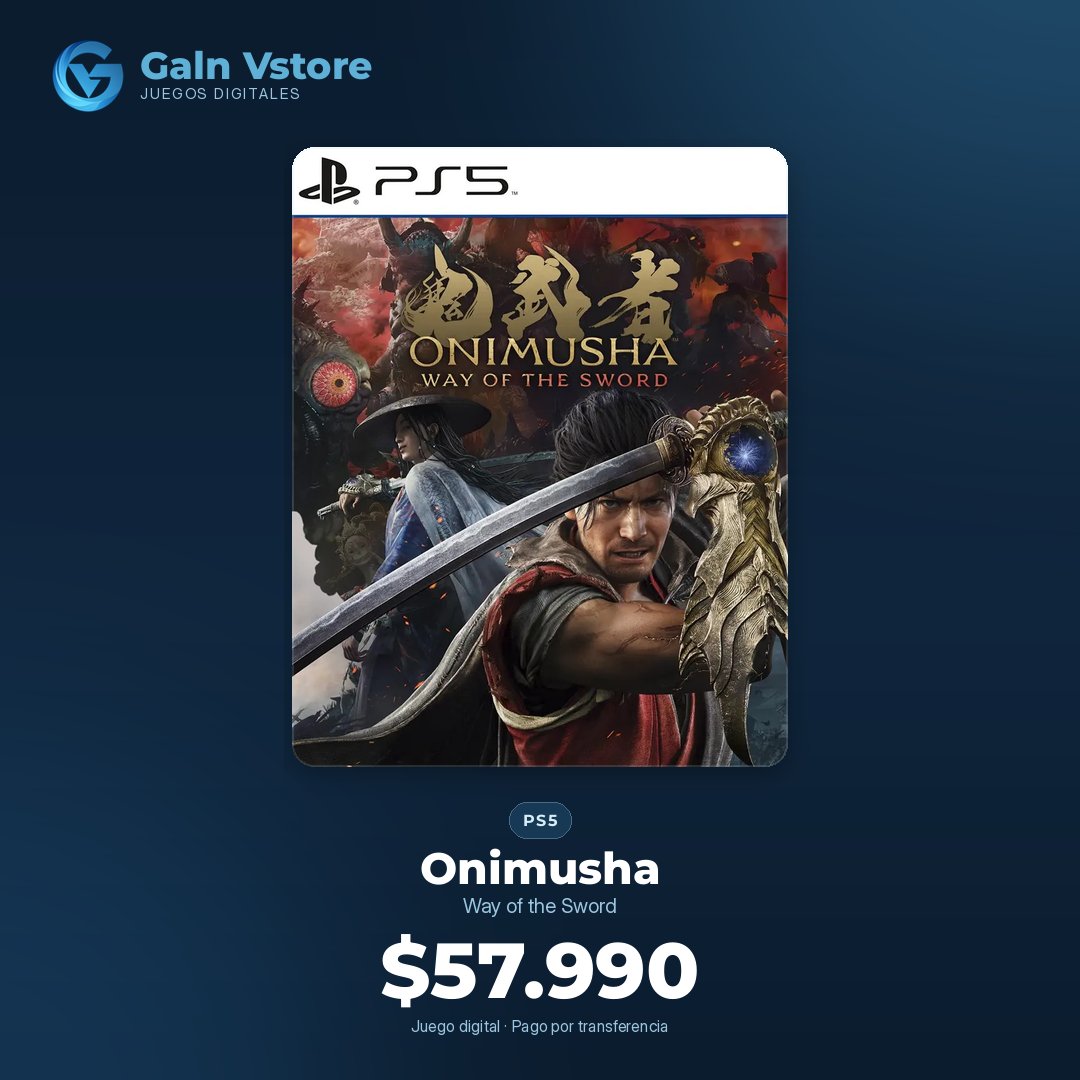 GaIn Vstore
JUEGOS DIGITALES
PS5
鬼武者
ONIMUSHA
WAY OF THE SWORD
PS5
Onimusha
Way of the Sword
$57.990
Juego digital · Pago por transferencia